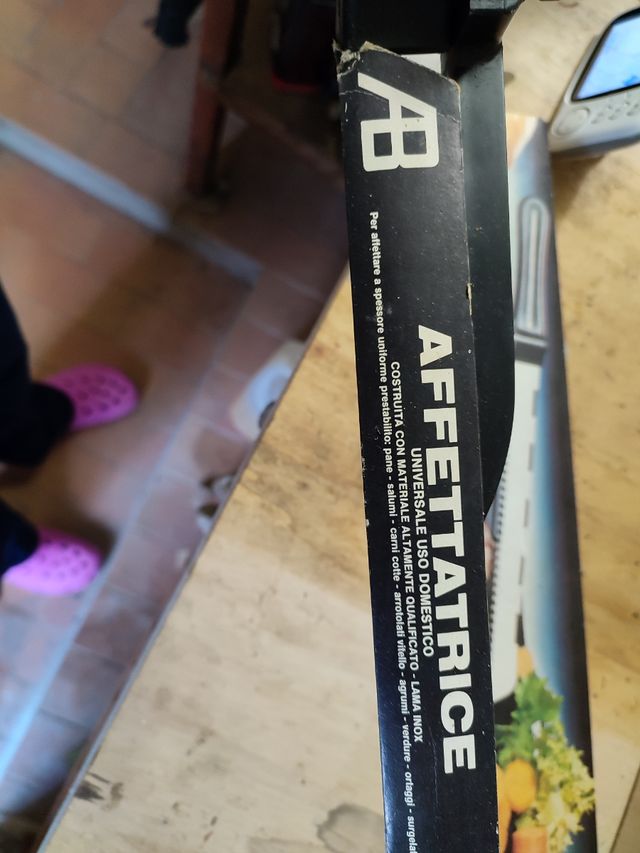 AB
AFFETTATRICE
UNIVERSALE USO DOMESTICO
COSTRUITA CON MATERIALE ALTAMENTE QUALIFICATO - LAMA INOX
Per affettare a spessore uniforme prestabilito: pane - salumi - carni cotte - arrotolati vitello - agrumi - verdure - ortaggi - surgelat